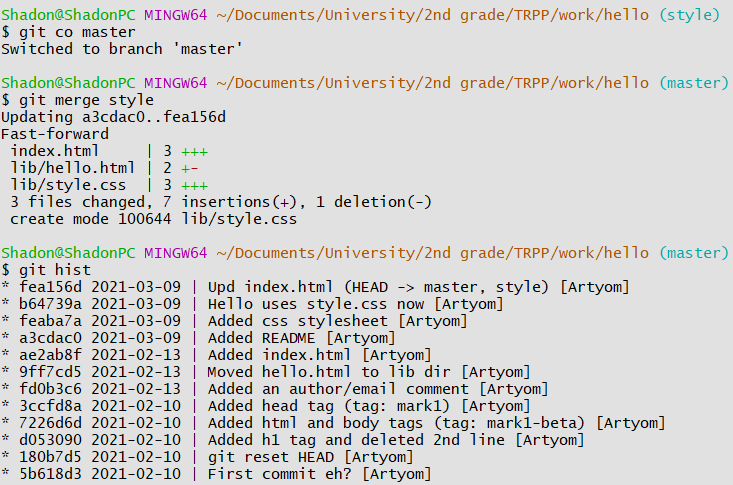 Shadon@ShadonPC MINGW64 ~/Documents/University/2nd grade/TRPP/work/hello (style)
$ git co master
Switched to branch 'master'
Shadon@ShadonPC MINGW64 ~/Documents/University/2nd grade/TRPP/work/hello (master)
$ git merge style
Updating a3cdac0..fea156d
Fast-forward
 index.html     | 3 +++
 lib/hello.html | 2 +-
 lib/style.css  | 3 +++
 3 files changed, 7 insertions(+), 1 deletion(-)
 create mode 100644 lib/style.css
Shadon@ShadonPC MINGW64 ~/Documents/University/2nd grade/TRPP/work/hello (master)
$ git hist
* fea156d 2021-03-09 | Upd index.html (HEAD -> master, style) [Artyom]
* b64739a 2021-03-09 | Hello uses style.css now [Artyom]
* feaba7a 2021-03-09 | Added css stylesheet [Artyom]
* a3cdac0 2021-03-09 | Added README [Artyom]
* ae2ab8f 2021-02-13 | Added index.html [Artyom]
* 9ff7cd5 2021-02-13 | Moved hello.html to lib dir [Artyom]
* fd0b3c6 2021-02-13 | Added an author/email comment [Artyom]
* 3ccfd8a 2021-02-10 | Added head tag (tag: mark1) [Artyom]
* 7226d6d 2021-02-10 | Added html and body tags (tag: mark1-beta) [Artyom]
* d053090 2021-02-10 | Added h1 tag and deleted 2nd line [Artyom]
* 180b7d5 2021-02-10 | git reset HEAD [Artyom]
* 5b618d3 2021-02-10 | First commit eh? [Artyom]